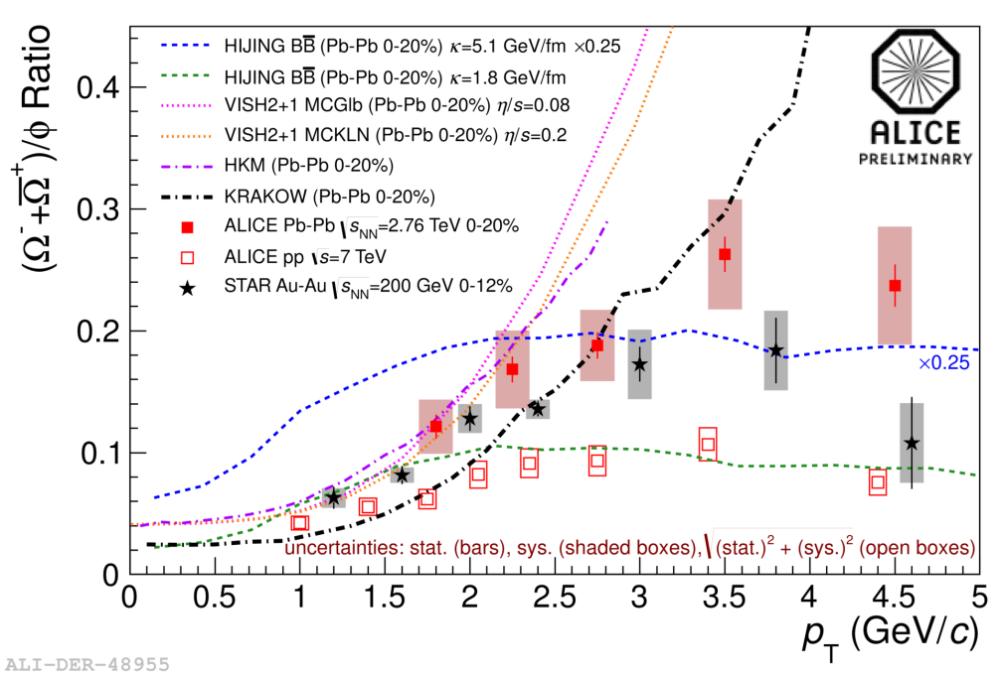 (Ω⁻+Ω̅⁺)/ϕ Ratio
0.4
0.3
0.2
0.1
0
HIJING BB̅ (Pb-Pb 0-20%) κ=5.1 GeV/fm ×0.25
HIJING BB̅ (Pb-Pb 0-20%) κ=1.8 GeV/fm
VISH2+1 MCGlb (Pb-Pb 0-20%) η/s=0.08
VISH2+1 MCKLN (Pb-Pb 0-20%) η/s=0.2
HKM (Pb-Pb 0-20%)
KRAKOW (Pb-Pb 0-20%)
ALICE Pb-Pb √s_NN=2.76 TeV 0-20%
ALICE pp √s=7 TeV
STAR Au-Au √s_NN=200 GeV 0-12%
ALICE
PRELIMINARY
×0.25
uncertainties: stat. (bars), sys. (shaded boxes),√(stat.)² + (sys.)² (open boxes)
0 0.5 1 1.5 2 2.5 3 3.5 4 4.5 5
p_T (GeV/c)
ALI-DER-48955